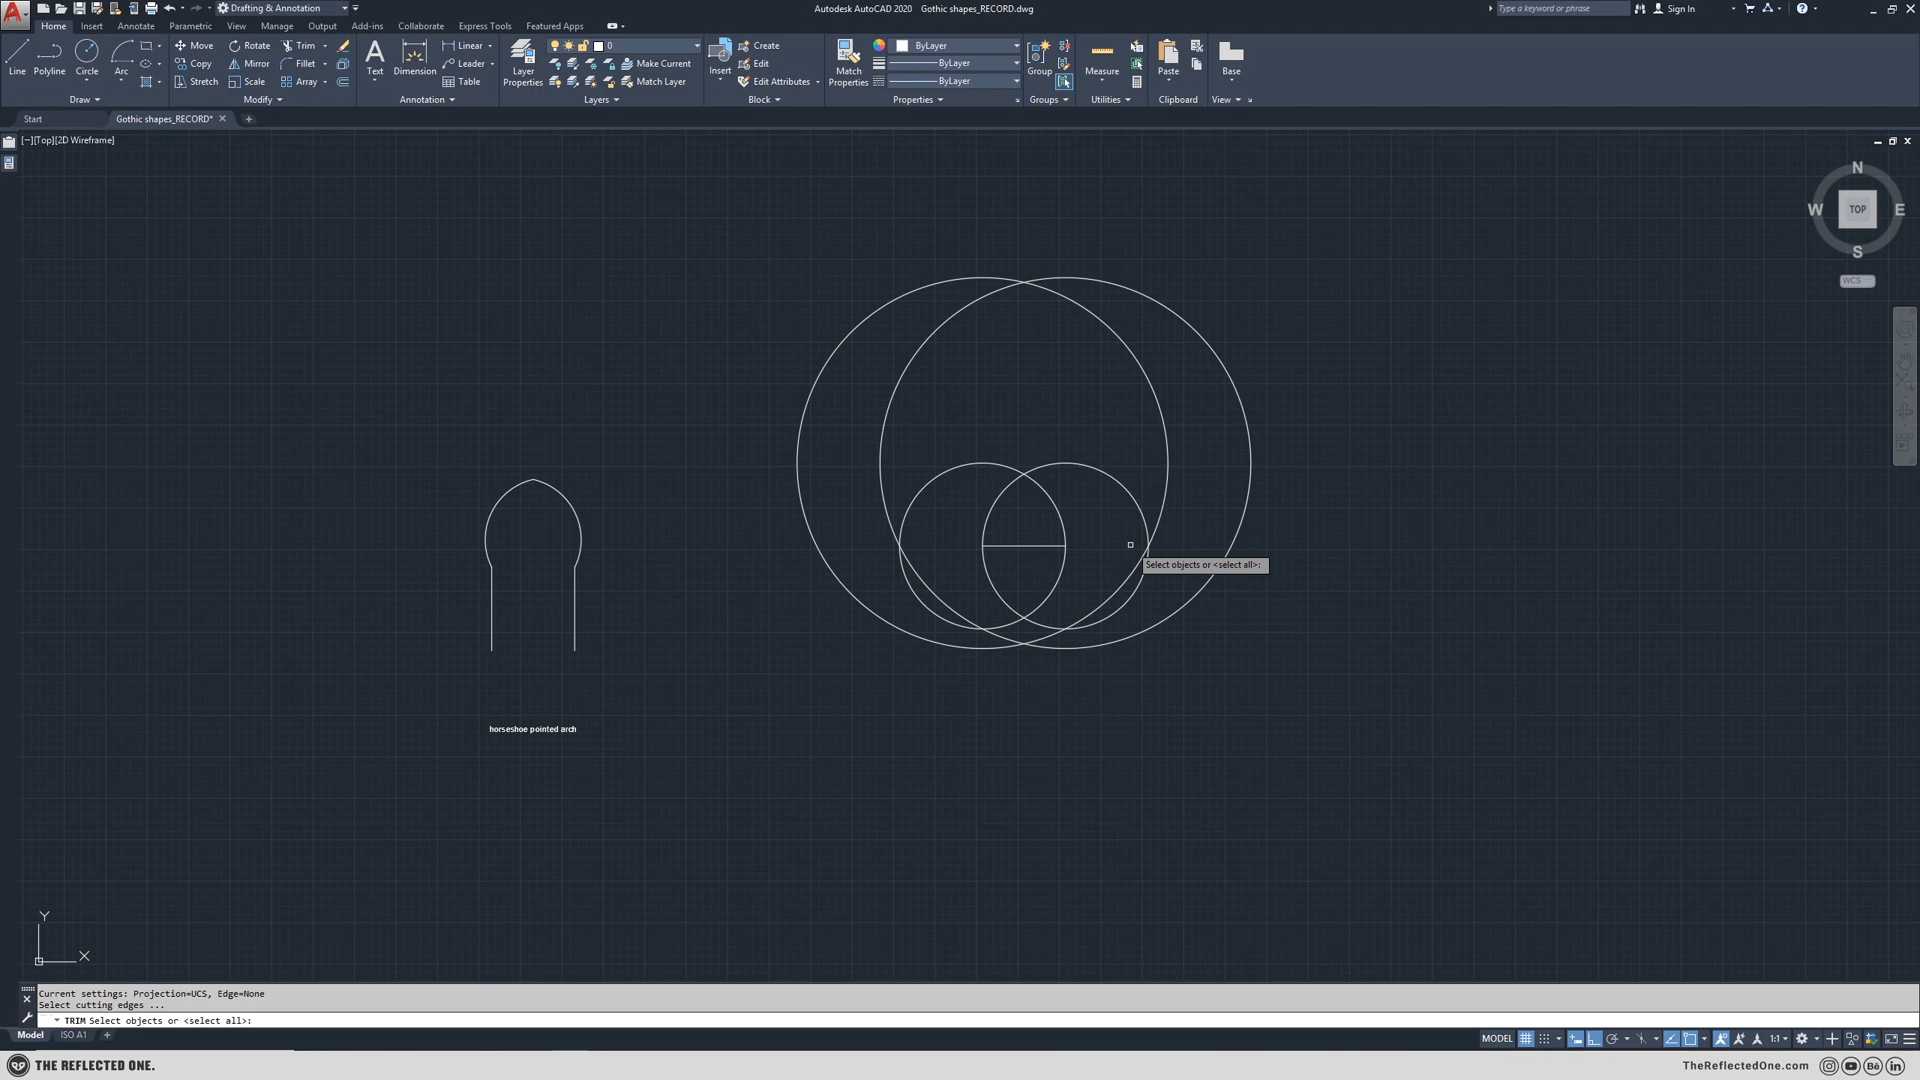 Drafting & Annotation
Autodesk AutoCAD 2020 Gothic shapes_RECORD.dwg
Type a keyword or phrase
Sign In
Home Insert Annotate Parametric View Manage Output Add-ins Collaborate Express Tools Featured Apps
Line Polyline Circle Arc
Move Rotate Trim
Copy Mirror Fillet
Stretch Scale Array
Text Dimension
Linear
Leader
Table
Layer Properties
0
Make Current
Match Layer
Insert
Create
Edit
Edit Attributes
Match Properties
ByLayer
ByLayer
ByLayer
Group
Measure
Paste
Base
Draw Modify Annotation Layers Block Properties Groups Utilities Clipboard View
Start Gothic shapes_RECORD*
[−][Top][2D Wireframe]
N
W TOP E
S
WCS
Select objects or <select all>:
horseshoe pointed arch
Y
X
Current settings: Projection=UCS, Edge=None
Select cutting edges ...
TRIM Select objects or <select all>:
Model ISO A1
MODEL
1:1
THE REFLECTED ONE.
TheReflectedOne.com